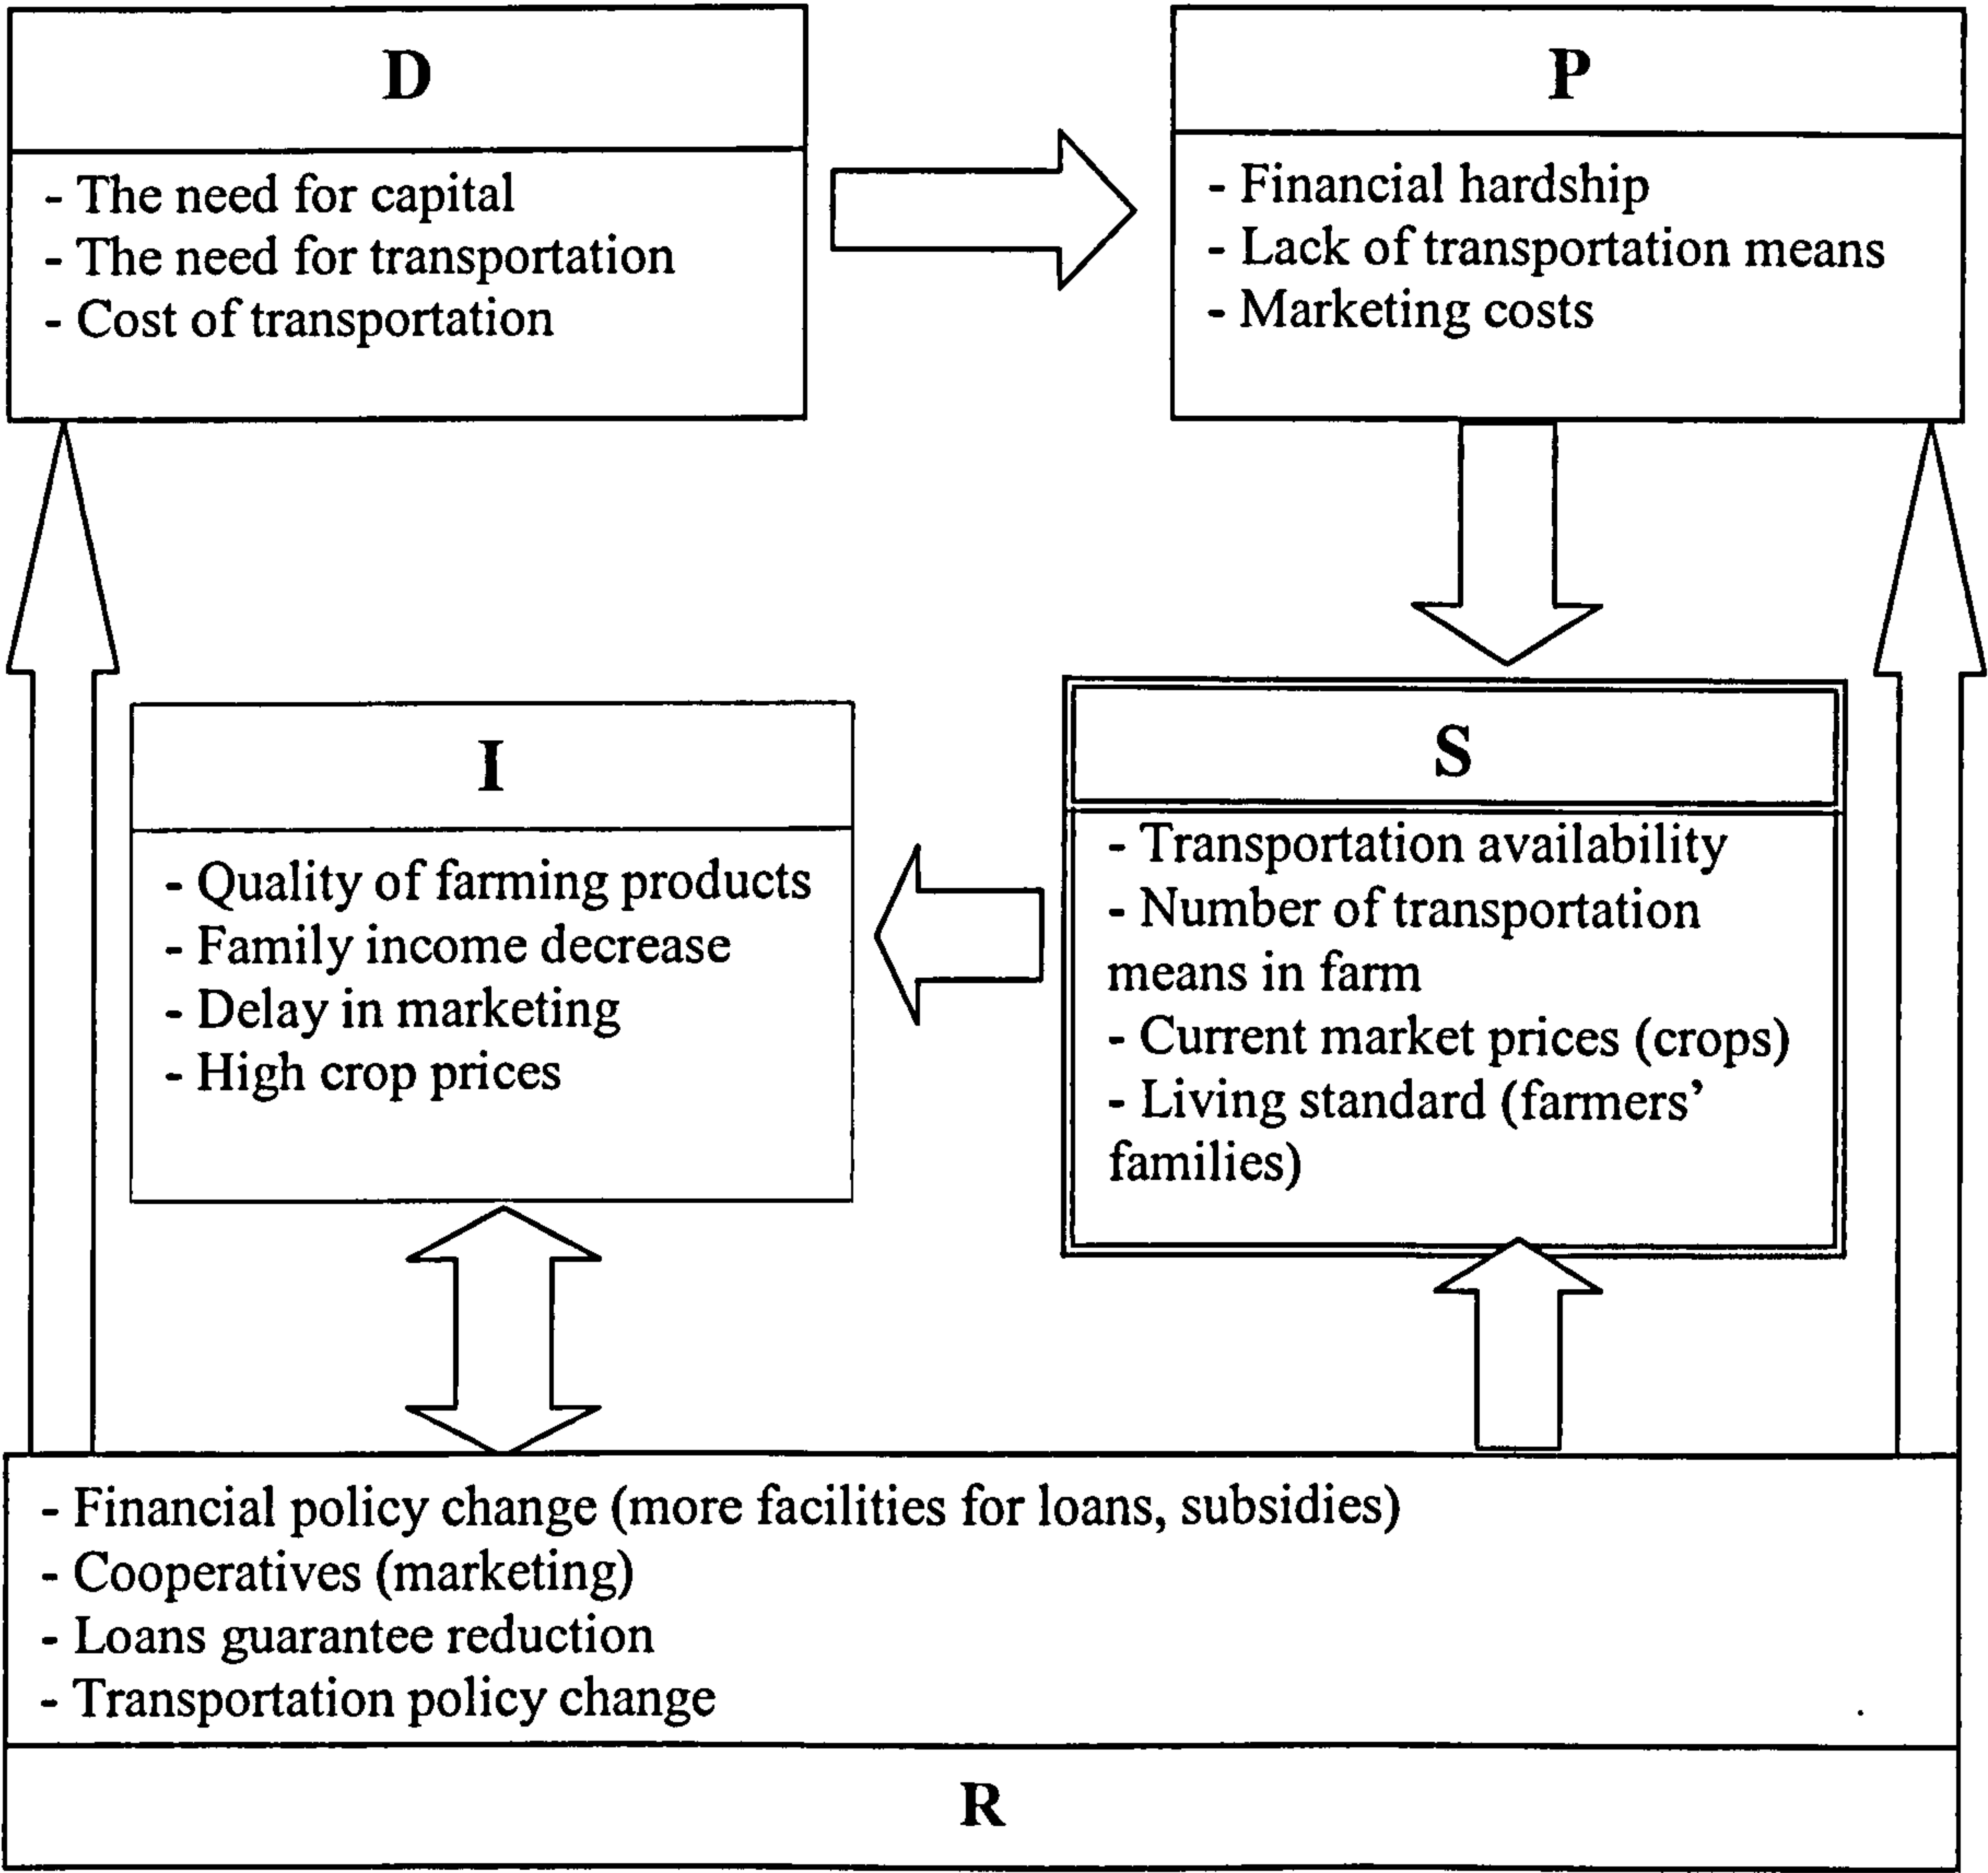 D
- The need for capital
- The need for transportation
- Cost of transportation
P
- Financial hardship
- Lack of transportation means
- Marketing costs
I
- Quality of farming products
- Family income decrease
- Delay in marketing
- High crop prices
S
- Transportation availability
- Number of transportation
means in farm
- Current market prices (crops)
- Living standard (farmers’
families)
- Financial policy change (more facilities for loans, subsidies)
- Cooperatives (marketing)
- Loans guarantee reduction
- Transportation policy change
R